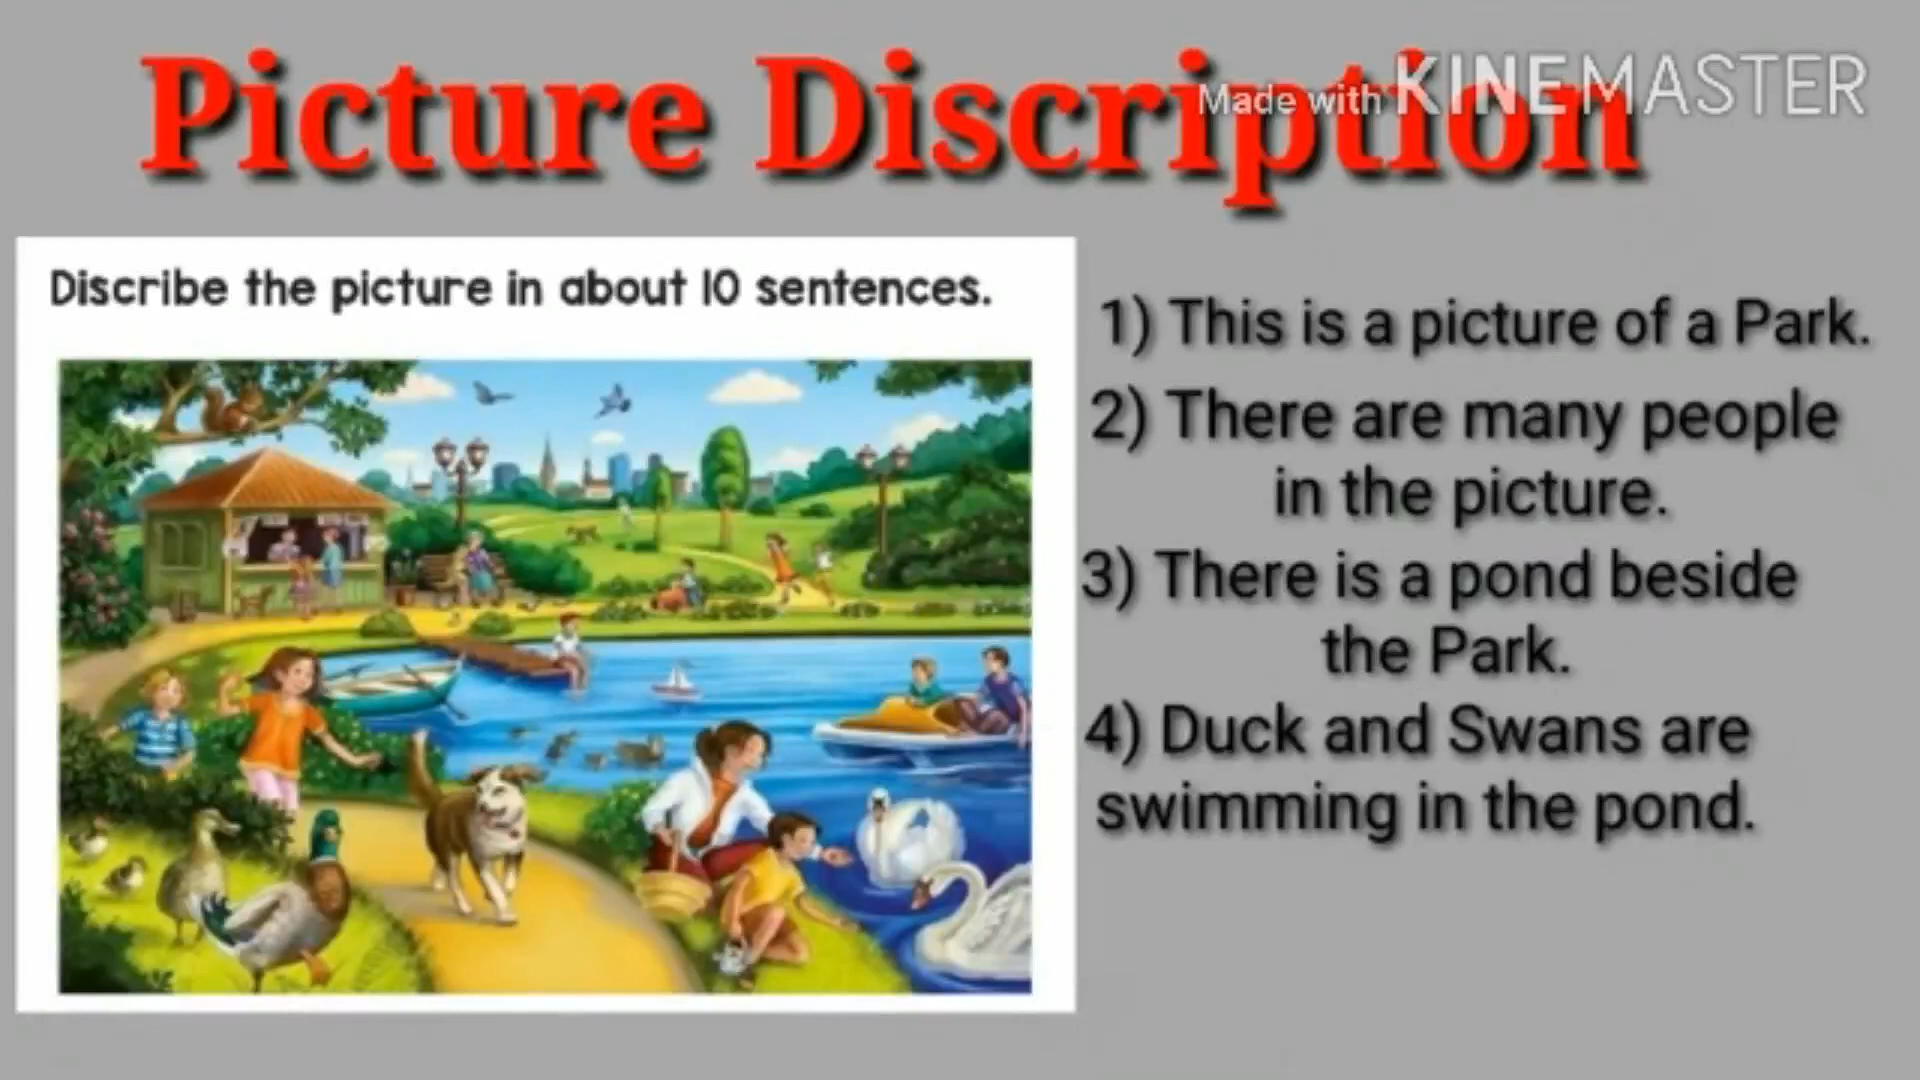 Picture Discription
Made with KINEMASTER
Discribe the picture in about 10 sentences.
1) This is a picture of a Park.
2) There are many people
in the picture.
3) There is a pond beside
the Park.
4) Duck and Swans are
swimming in the pond.